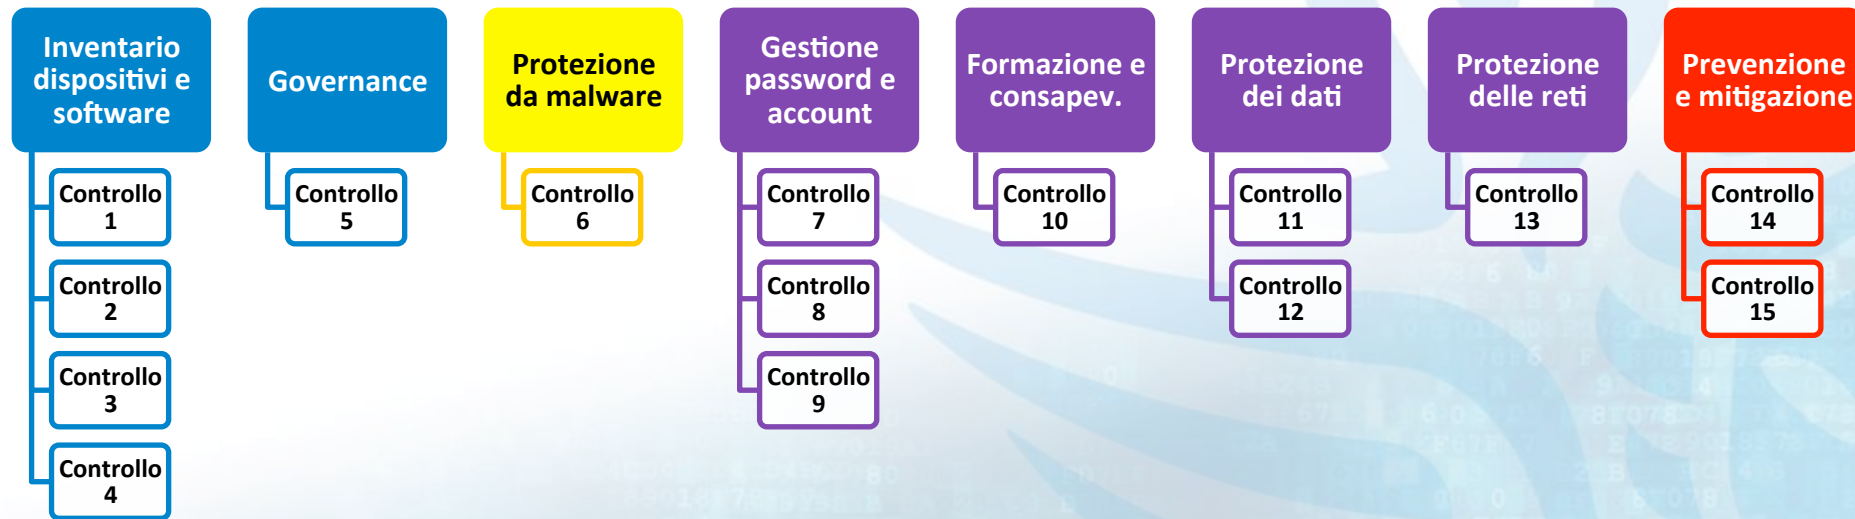 Inventario
dispositivi e
software
Controllo
1
Controllo
2
Controllo
3
Controllo
4
Governance
Controllo
5
Protezione
da malware
Controllo
6
Gestione
password e
account
Controllo
7
Controllo
8
Controllo
9
Formazione e
consapev.
Controllo
10
Protezione
dei dati
Controllo
11
Controllo
12
Protezione
delle reti
Controllo
13
Prevenzione
e mitigazione
Controllo
14
Controllo
15